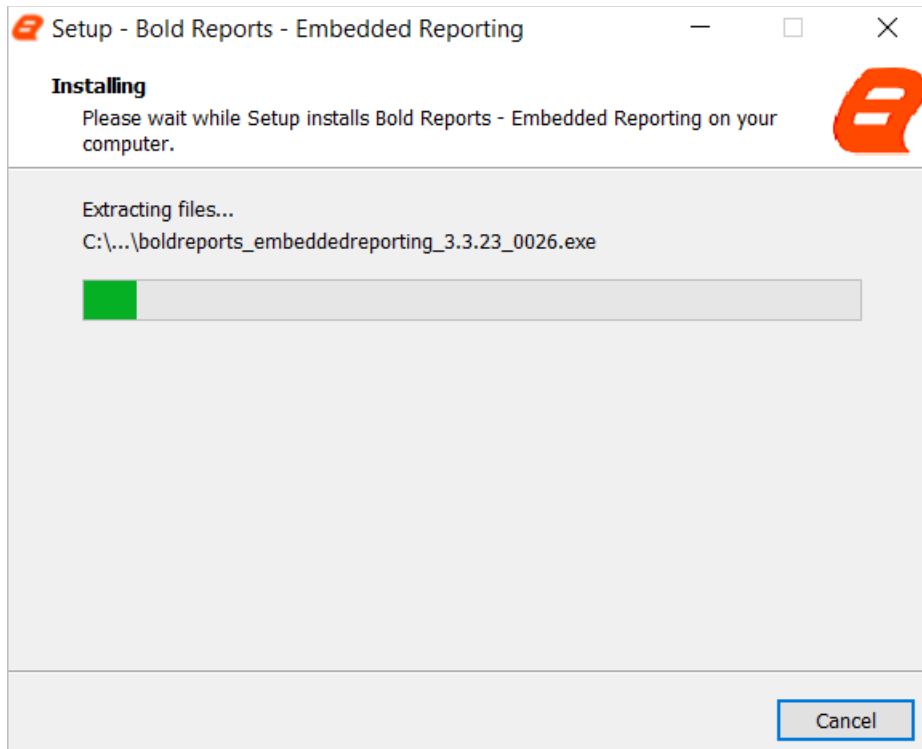 Setup - Bold Reports - Embedded Reporting
Installing
Please wait while Setup installs Bold Reports - Embedded Reporting on your
computer.
Extracting files...
C:\...\boldreports_embeddedreporting_3.3.23_0026.exe
Cancel